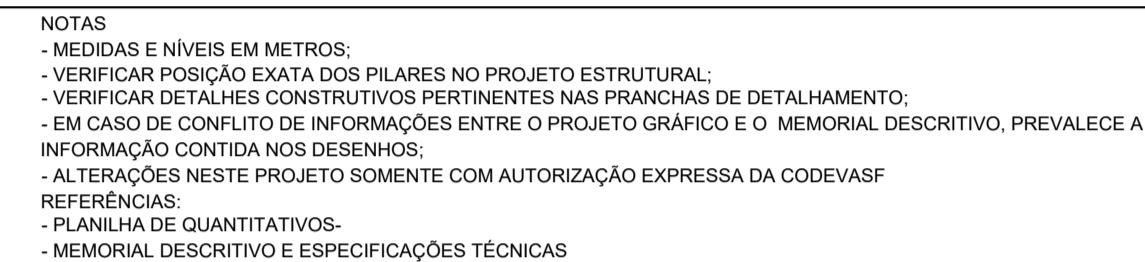 NOTAS
- MEDIDAS E NÍVEIS EM METROS;
- VERIFICAR POSIÇÃO EXATA DOS PILARES NO PROJETO ESTRUTURAL;
- VERIFICAR DETALHES CONSTRUTIVOS PERTINENTES NAS PRANCHAS DE DETALHAMENTO;
- EM CASO DE CONFLITO DE INFORMAÇÕES ENTRE O PROJETO GRÁFICO E O  MEMORIAL DESCRITIVO, PREVALECE A
INFORMAÇÃO CONTIDA NOS DESENHOS;
- ALTERAÇÕES NESTE PROJETO SOMENTE COM AUTORIZAÇÃO EXPRESSA DA CODEVASF
REFERÊNCIAS:
- PLANILHA DE QUANTITATIVOS-
- MEMORIAL DESCRITIVO E ESPECIFICAÇÕES TÉCNICAS